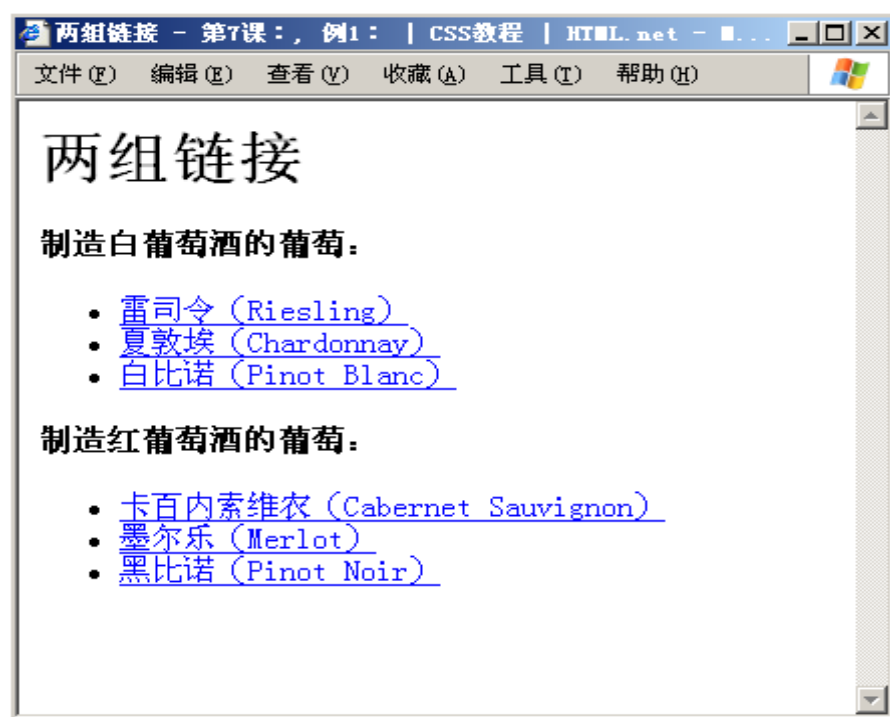 两组链接 - 第7课：, 例1： | CSS教程 | HTML.net -
文件(F) 编辑(E) 查看(V) 收藏(A) 工具(T) 帮助(H)
两组链接
制造白葡萄酒的葡萄：
雷司令（Riesling）
夏敦埃（Chardonnay）
白比诺（Pinot Blanc）
制造红葡萄酒的葡萄：
卡百内索维农（Cabernet Sauvignon）
墨尔乐（Merlot）
黑比诺（Pinot Noir）